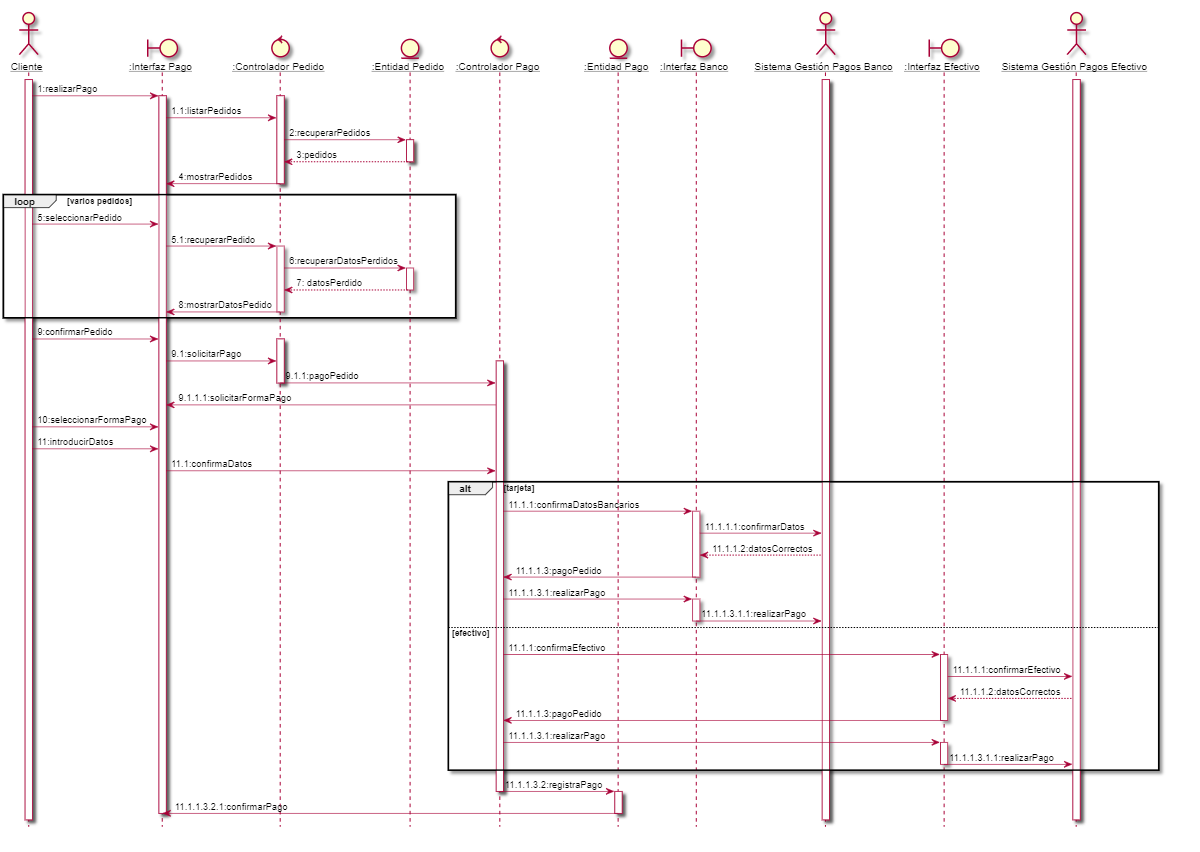 Cliente
:Interfaz Pago
:Controlador Pedido
:Entidad Pedido
:Controlador Pago
:Entidad Pago
:Interfaz Banco
Sistema Gestión Pagos Banco
:Interfaz Efectivo
Sistema Gestión Pagos Efectivo
1:realizarPago
1.1:listarPedidos
2:recuperarPedidos
3:pedidos
4:mostrarPedidos
loop [varios pedidos]
5:seleccionarPedido
5.1:recuperarPedido
6:recuperarDatosPerdidos
7: datosPerdido
8:mostrarDatosPedido
9:confirmarPedido
9.1:solicitarPago
9.1.1:pagoPedido
9.1.1.1:solicitarFormaPago
10:seleccionarFormaPago
11:introducirDatos
11.1:confirmaDatos
alt [tarjeta]
11.1.1:confirmaDatosBancarios
11.1.1.1:confirmarDatos
11.1.1.2:datosCorrectos
11.1.1.3:pagoPedido
11.1.1.3.1:realizarPago
11.1.1.3.1.1:realizarPago
[efectivo]
11.1.1:confirmaEfectivo
11.1.1.1:confirmarEfectivo
11.1.1.2:datosCorrectos
11.1.1.3:pagoPedido
11.1.1.3.1:realizarPago
11.1.1.3.1.1:realizarPago
11.1.1.3.2:registraPago
11.1.1.3.2.1:confirmarPago